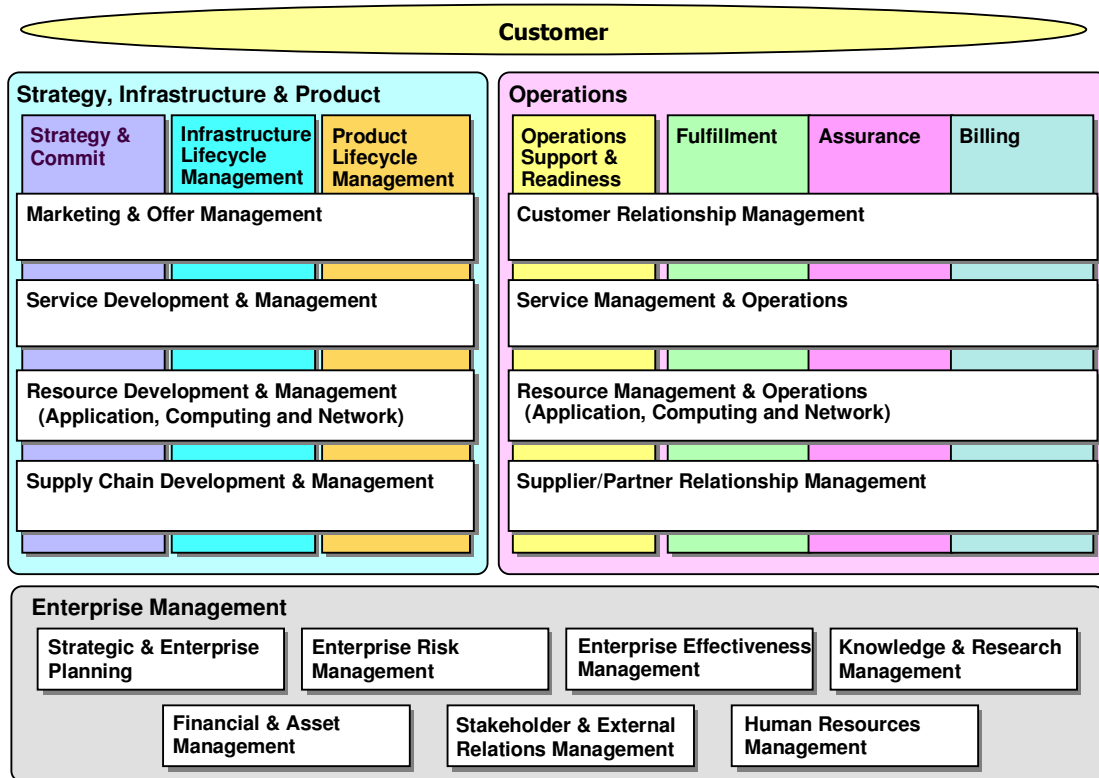 Customer
Strategy, Infrastructure & Product
Strategy &
Commit
Infrastructure
Lifecycle
Management
Product
Lifecycle
Management
Marketing & Offer Management
Service Development & Management
Resource Development & Management
(Application, Computing and Network)
Supply Chain Development & Management
Operations
Operations
Support &
Readiness
Fulfillment
Assurance
Billing
Customer Relationship Management
Service Management & Operations
Resource Management & Operations
(Application, Computing and Network)
Supplier/Partner Relationship Management
Enterprise Management
Strategic & Enterprise
Planning
Enterprise Risk
Management
Enterprise Effectiveness
Management
Knowledge & Research
Management
Financial & Asset
Management
Stakeholder & External
Relations Management
Human Resources
Management